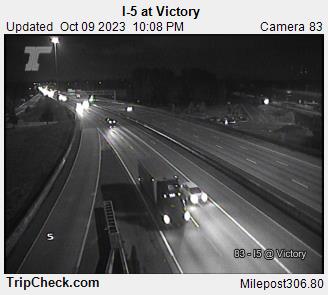 I-5 at Victory
Updated Oct 09 2023 10:08 PM Camera 83
T
S
83 - I5 @ Victory
TripCheck.com Milepost306.80